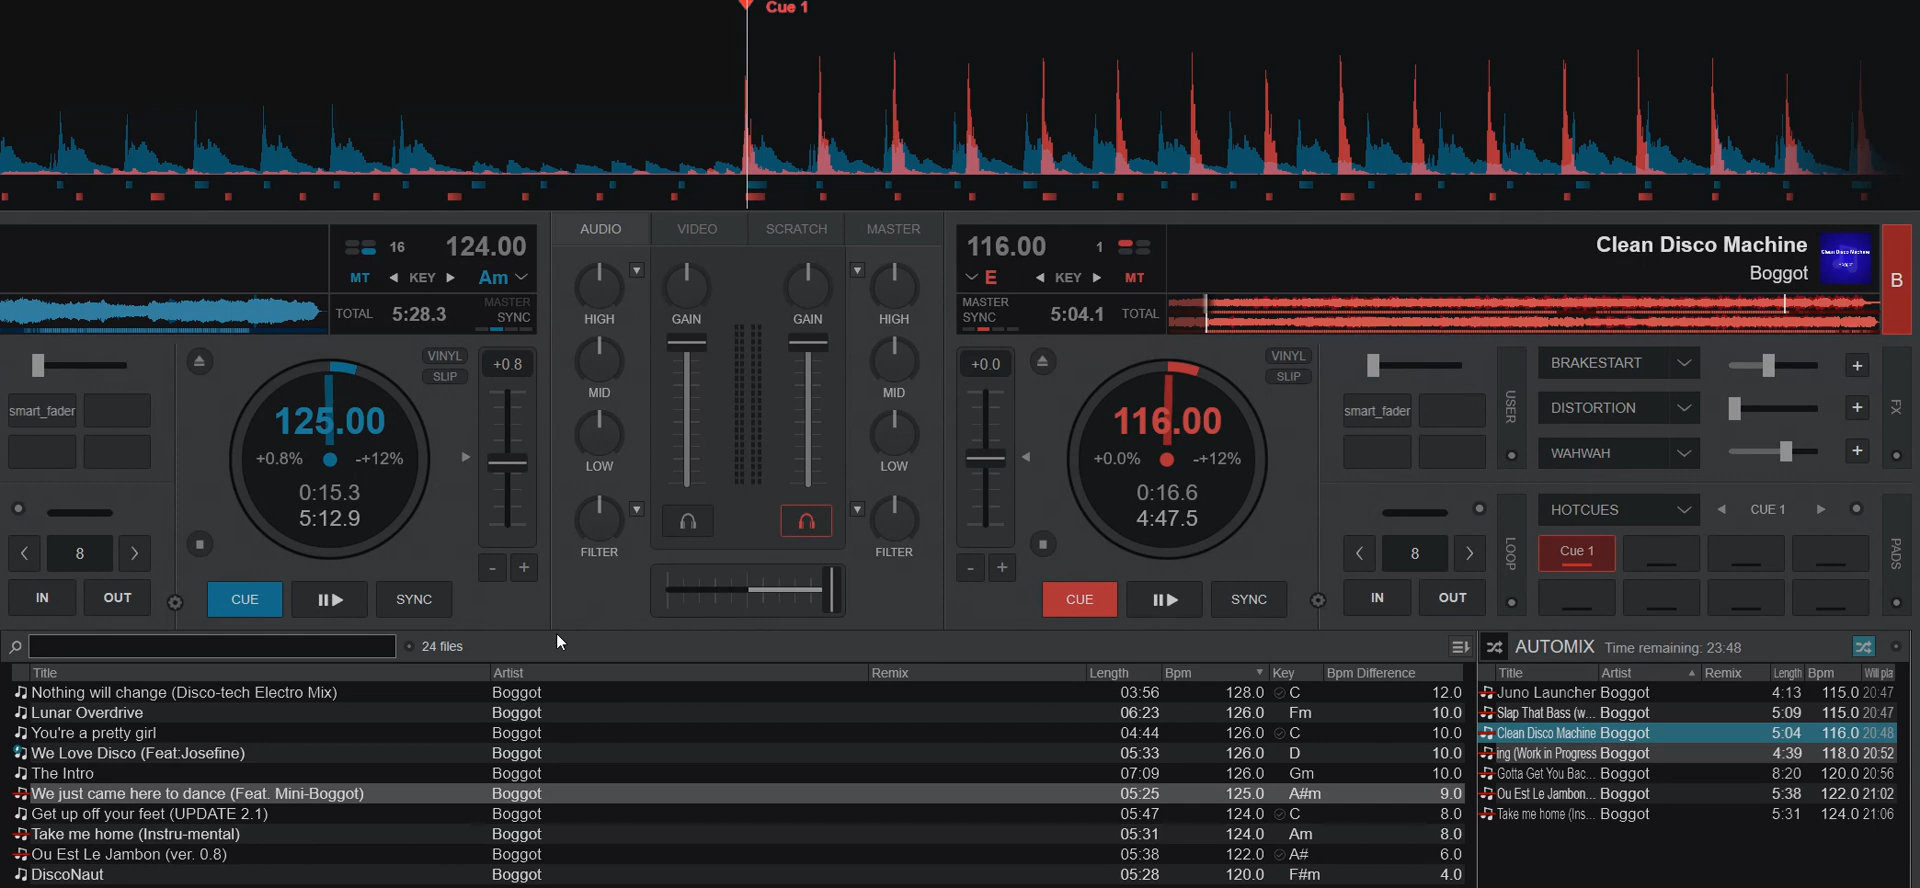 Cue 1
16 124.00
MT KEY Am
TOTAL 5:28.3 MASTER SYNC
AUDIO VIDEO SCRATCH MASTER
116.00 1
E KEY MT
MASTER SYNC 5:04.1 TOTAL
Clean Disco Machine
Boggot
B
HIGH GAIN GAIN HIGH
MID MID
LOW LOW
FILTER FILTER
smart_fader
VINYL
SLIP
+0.8
125.00
+0.8% -+12%
0:15.3
5:12.9
8
IN OUT
CUE SYNC
- +
+0.0
VINYL
SLIP
116.00
+0.0% -+12%
0:16.6
4:47.5
- +
CUE SYNC
smart_fader
USER
BRAKESTART +
DISTORTION +
WAHWAH +
FX
8
IN OUT
LOOP
HOTCUES CUE 1
Cue 1
PADS
24 files
Title Artist Remix Length Bpm Key Bpm Difference
Nothing will change (Disco-tech Electro Mix) Boggot 03:56 128.0 C 12.0
Lunar Overdrive Boggot 06:23 126.0 Fm 10.0
You're a pretty girl Boggot 04:44 126.0 C 10.0
We Love Disco (Feat:Josefine) Boggot 05:33 126.0 D 10.0
The Intro Boggot 07:09 126.0 Gm 10.0
We just came here to dance (Feat. Mini-Boggot) Boggot 05:25 125.0 A#m 9.0
Get up off your feet (UPDATE 2.1) Boggot 05:47 124.0 C 8.0
Take me home (Instru-mental) Boggot 05:31 124.0 Am 8.0
Ou Est Le Jambon (ver. 0.8) Boggot 05:38 122.0 A# 6.0
DiscoNaut Boggot 05:28 120.0 F#m 4.0
AUTOMIX Time remaining: 23:48
Title Artist Remix Length Bpm Will pla
Juno Launcher Boggot 4:13 115.0 20:47
Slap That Bass (w... Boggot 5:09 115.0 20:47
Clean Disco Machine Boggot 5:04 116.0 20:48
ing (Work in Progress Boggot 4:39 118.0 20:52
Gotta Get You Bac... Boggot 8:20 120.0 20:56
Ou Est Le Jambon... Boggot 5:38 122.0 21:02
Take me home (Ins... Boggot 5:31 124.0 21:06